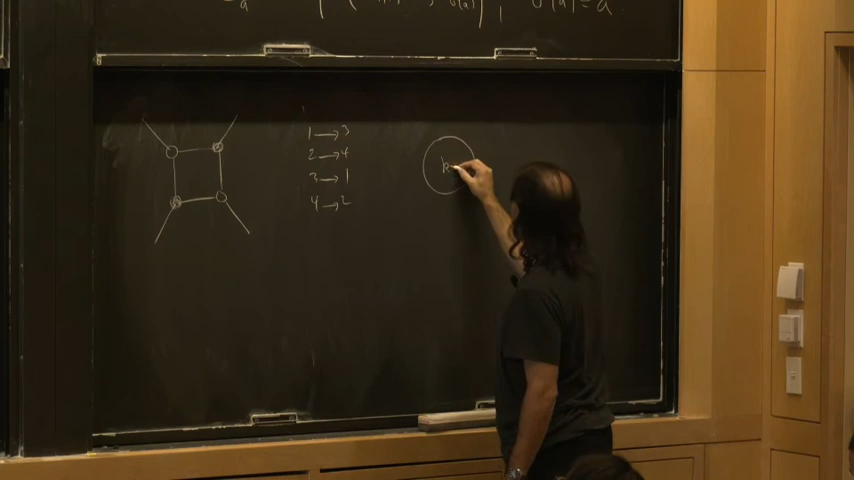 σ(a)=a
1 → 3
2 → 4
3 → 1
4 → 2
k